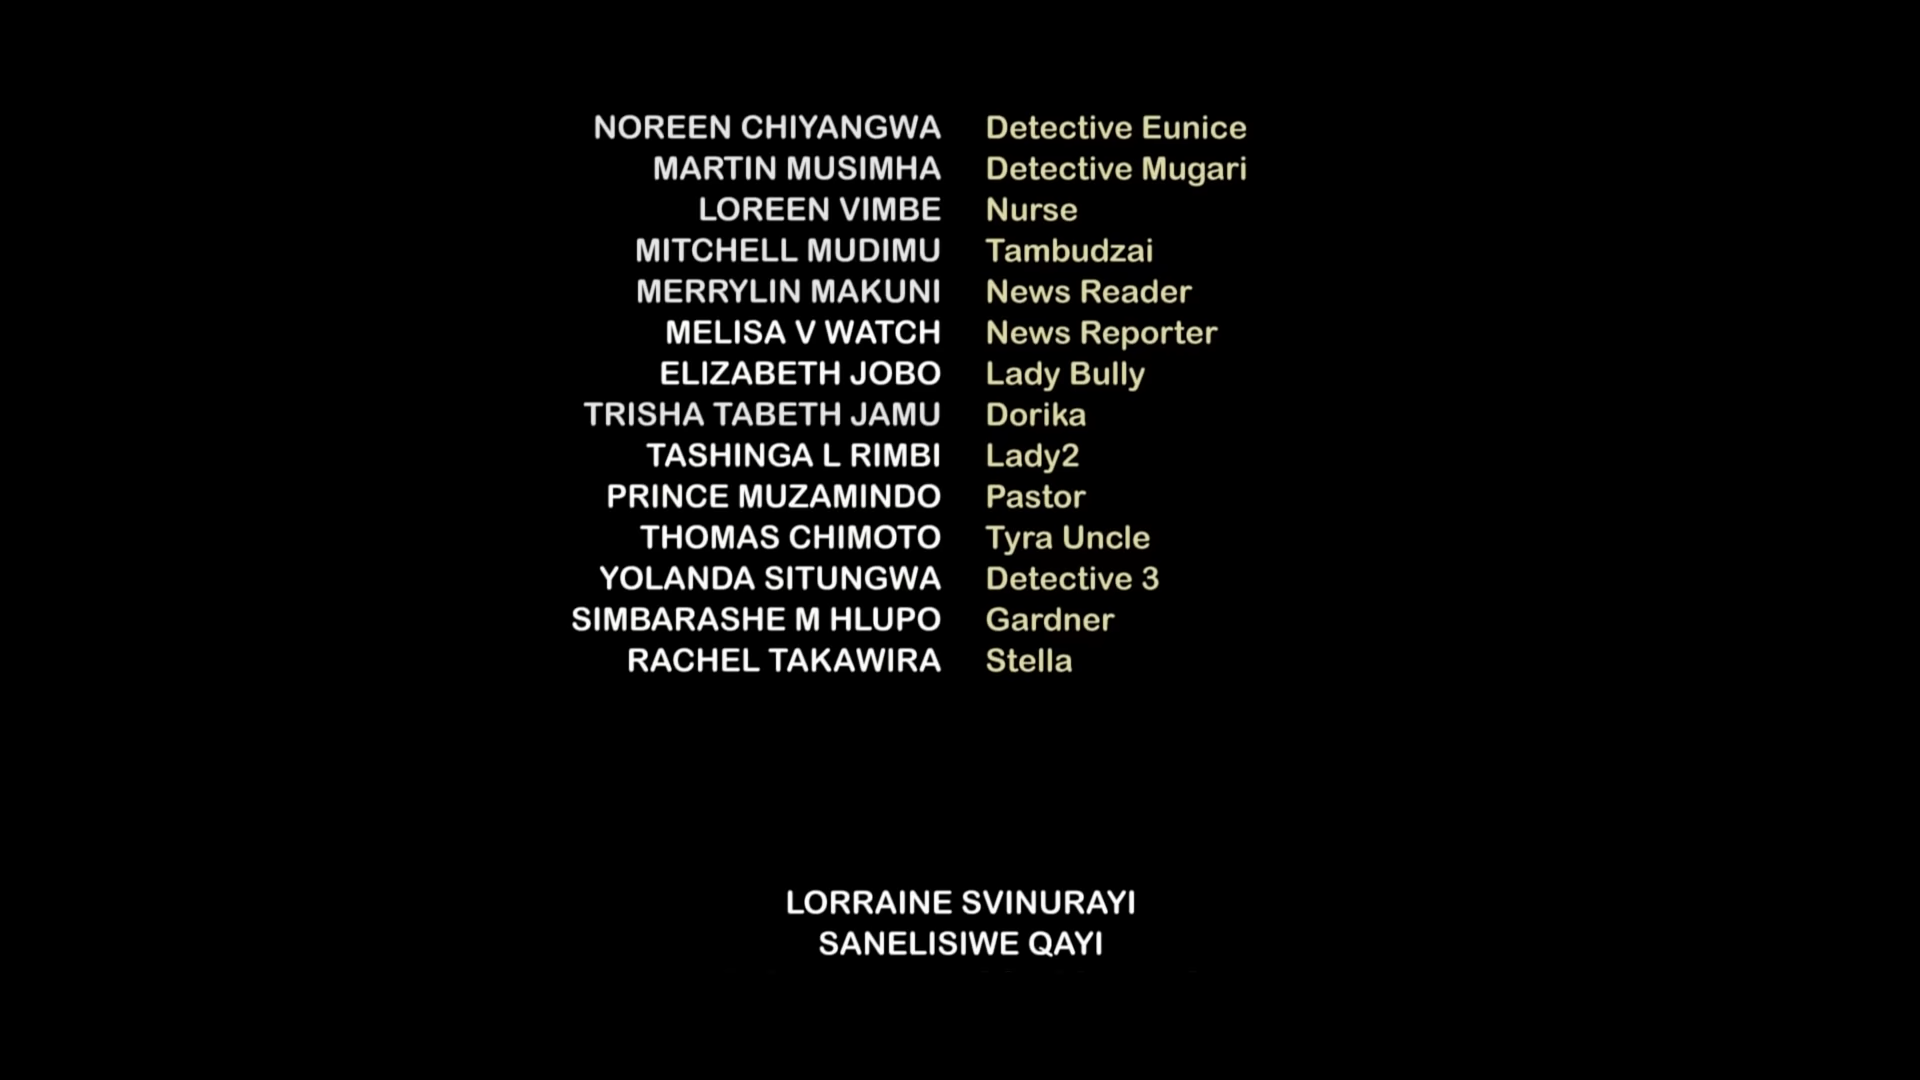 NOREEN CHIYANGWA Detective Eunice
MARTIN MUSIMHA Detective Mugari
LOREEN VIMBE Nurse
MITCHELL MUDIMU Tambudzai
MERRYLIN MAKUNI News Reader
MELISA V WATCH News Reporter
ELIZABETH JOBO Lady Bully
TRISHA TABETH JAMU Dorika
TASHINGA L RIMBI Lady2
PRINCE MUZAMINDO Pastor
THOMAS CHIMOTO Tyra Uncle
YOLANDA SITUNGWA Detective 3
SIMBARASHE M HLUPO Gardner
RACHEL TAKAWIRA Stella
LORRAINE SVINURAYI
SANELISIWE QAYI